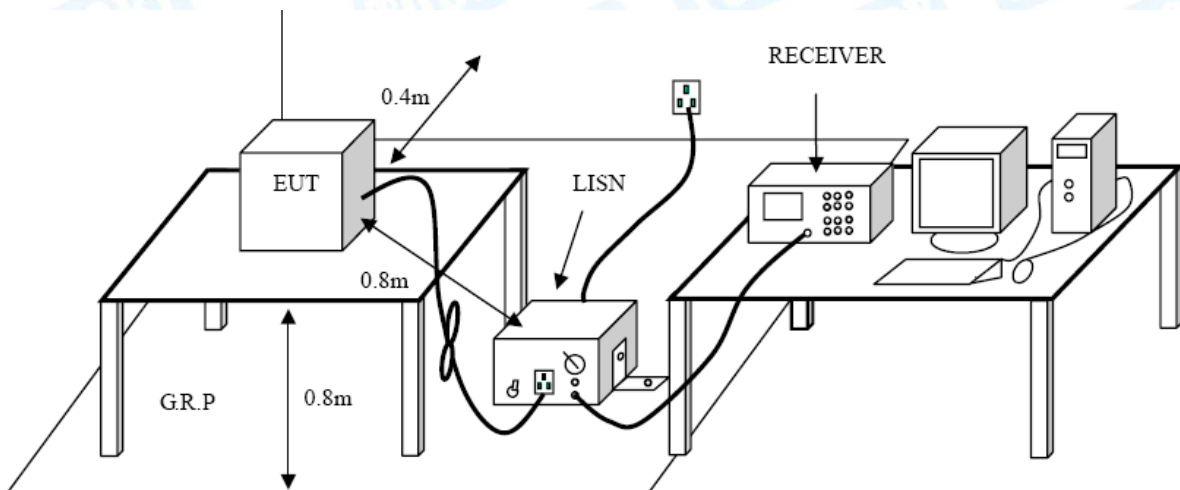 RECEIVER
0.4m
EUT
LISN
0.8m
0.8m
G.R.P